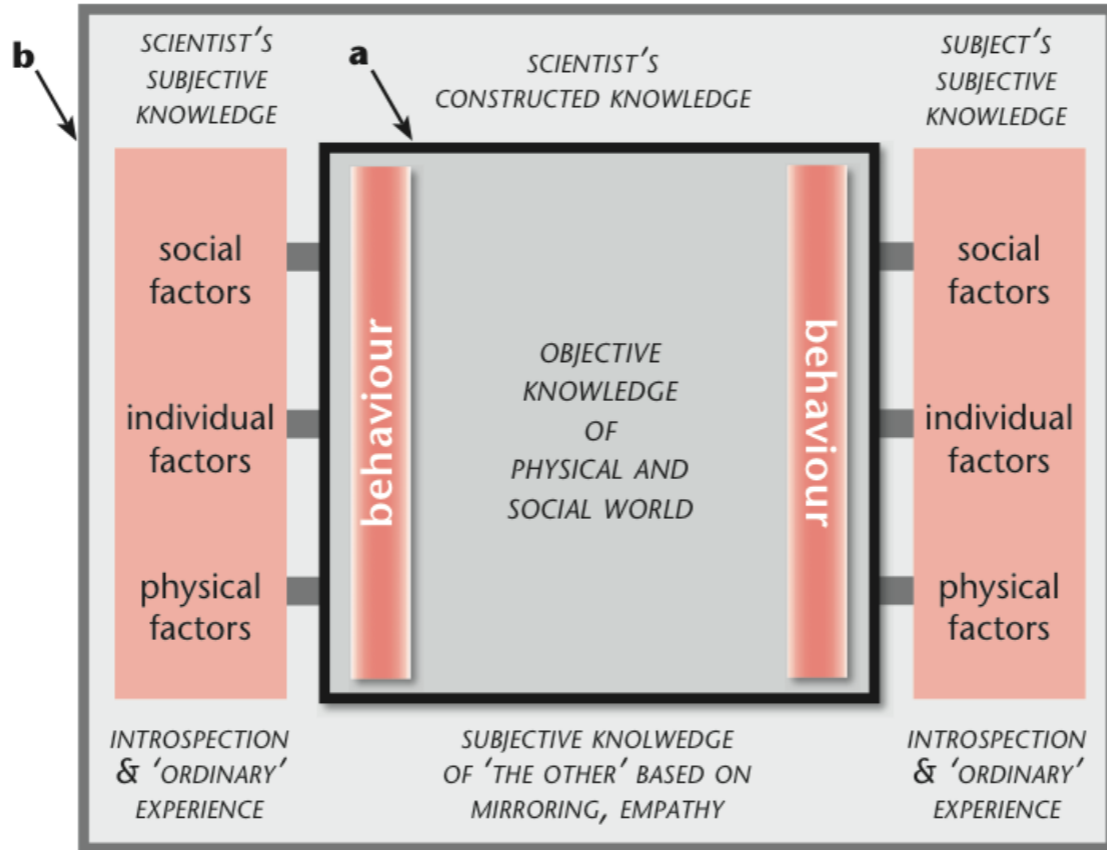 b
SCIENTIST'S
SUBJECTIVE
KNOWLEDGE
a
SCIENTIST'S
CONSTRUCTED KNOWLEDGE
SUBJECT'S
SUBJECTIVE
KNOWLEDGE
social
factors
individual
factors
physical
factors
behaviour
OBJECTIVE
KNOWLEDGE
OF
PHYSICAL AND
SOCIAL WORLD
behaviour
social
factors
individual
factors
physical
factors
INTROSPECTION
& 'ORDINARY'
EXPERIENCE
SUBJECTIVE KNOLWEDGE
OF 'THE OTHER' BASED ON
MIRRORING, EMPATHY
INTROSPECTION
& 'ORDINARY'
EXPERIENCE